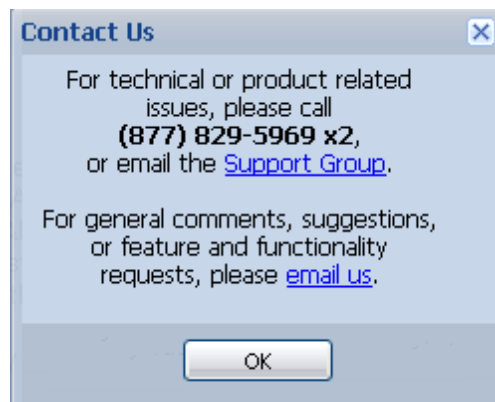 Contact Us
For technical or product related
issues, please call
(877) 829-5969 x2,
or email the Support Group.
For general comments, suggestions,
or feature and functionality
requests, please email us.
OK